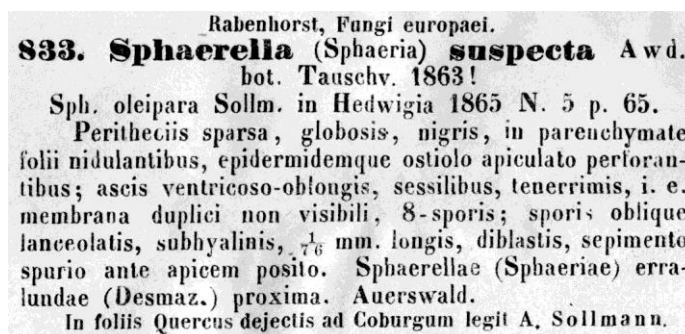 Rabenhorst, Fungi europaei.
833. Sphaerella (Sphaeria) suspecta Awd.
bot. Tauschv. 1863!
Sph. oleipara Sollm. in Hedwigia 1865 N. 5 p. 65.
Peritheciis sparsa, globosis, nigris, in parenchymate
folii nidulantibus, epidermidemque ostiolo apiculato perforan-
tibus; ascis ventricoso-oblongis, sessilibus, tenerrimis, i. e.
membrana duplici non visibili, 8-sporis; sporis oblique
lanceolatis, subhyalinis, 1/76 mm. longis, diblastis, sepimento
spurio ante apicem posito. Sphaerellae (Sphaeriae) erra-
lundae (Desmaz.) proxima. Auerswald.
In foliis Quercus dejectis ad Coburgum legit A. Sollmann.